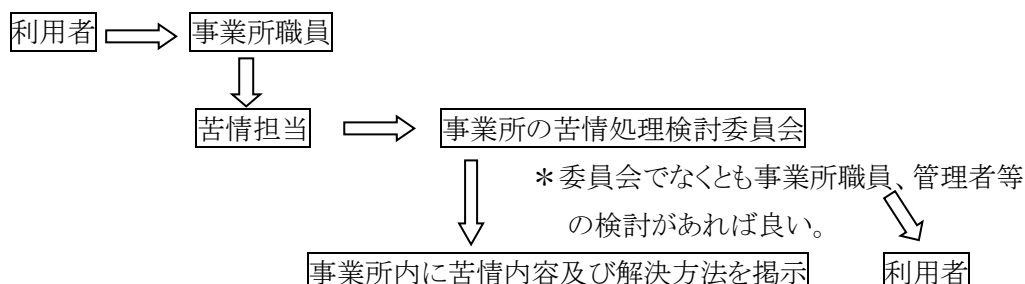 利用者 事業所職員
苦情担当 事業所の苦情処理検討委員会
＊委員会でなくとも事業所職員、管理者等
の検討があれば良い。
事業所内に苦情内容及び解決方法を掲示 利用者